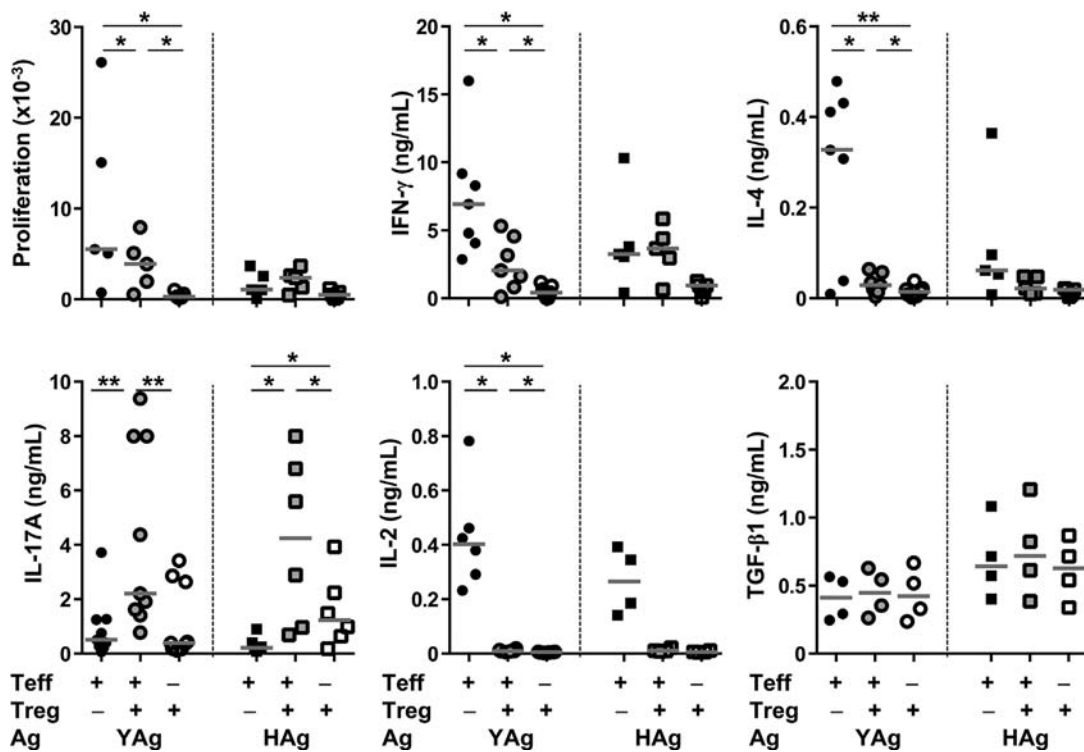 * ** *
* * * * * *
30 20 0.4
Proliferation (x10⁻³) IFN-γ (ng/mL) IL-4 (ng/mL)
20 15 0.2
10 10 0.2
5
0 0 0.0
* *
** ** * * * *
10 1.0 2.0
8 0.8 1.5
IL-17A (ng/mL) IL-2 (ng/mL) TGF-β1 (ng/mL)
6 0.6 1.0
4 0.4
2 0.2 0.5
0 0.0 0.0
Teff + + – + + – Teff + + – + + – Teff + + – + + –
Treg – + + – + + Treg – + + – + + Treg – + + – + +
Ag YAg HAg Ag YAg HAg Ag YAg HAg